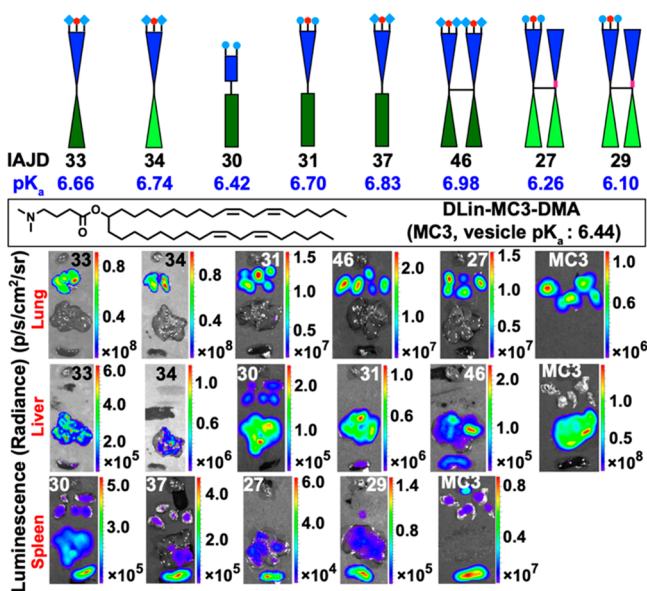 IAJD 33 34 30 31 37 46 27 29
pKa 6.66 6.74 6.42 6.70 6.83 6.98 6.26 6.10
N O O
DLin-MC3-DMA
(MC3, vesicle pKa: 6.44)
Luminescence (Radiance) (p/s/cm²/sr)
Lung
33 0.8 0.4 ×10⁸
34 0.8 0.4 ×10⁸
31 1.5 1.0 0.5 ×10⁷
46 2.0 1.0 ×10⁷
27 1.5 1.0 0.5 ×10⁷
MC3 1.0 0.6 ×10⁶
Liver
33 6.0 4.0 2.0 ×10⁵
34 1.0 0.6 ×10⁶
30 2.0 1.0 ×10⁵
31 1.0 0.6 ×10⁶
46 2.0 1.0 ×10⁵
MC3 1.0 0.5 ×10⁸
Spleen
30 5.0 3.0 ×10⁵
37 4.0 2.0 ×10⁵
27 6.0 4.0 ×10⁴
29 1.4 0.8 ×10⁵
MC3 0.8 0.4 ×10⁷